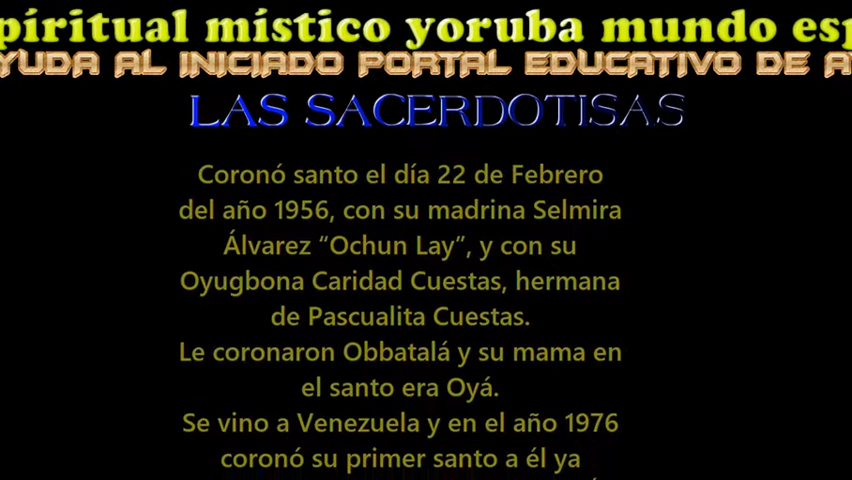 píritual místico yoruba mundo esp
YUDA AL INICIADO PORTAL EDUCATIVO DE A
LAS SACERDOTISAS
Coronó santo el día 22 de Febrero
del año 1956, con su madrina Selmira
Álvarez “Ochun Lay”, y con su
Oyugbona Caridad Cuestas, hermana
de Pascualita Cuestas.
Le coronaron Obbatalá y su mama en
el santo era Oyá.
Se vino a Venezuela y en el año 1976
coronó su primer santo a él ya